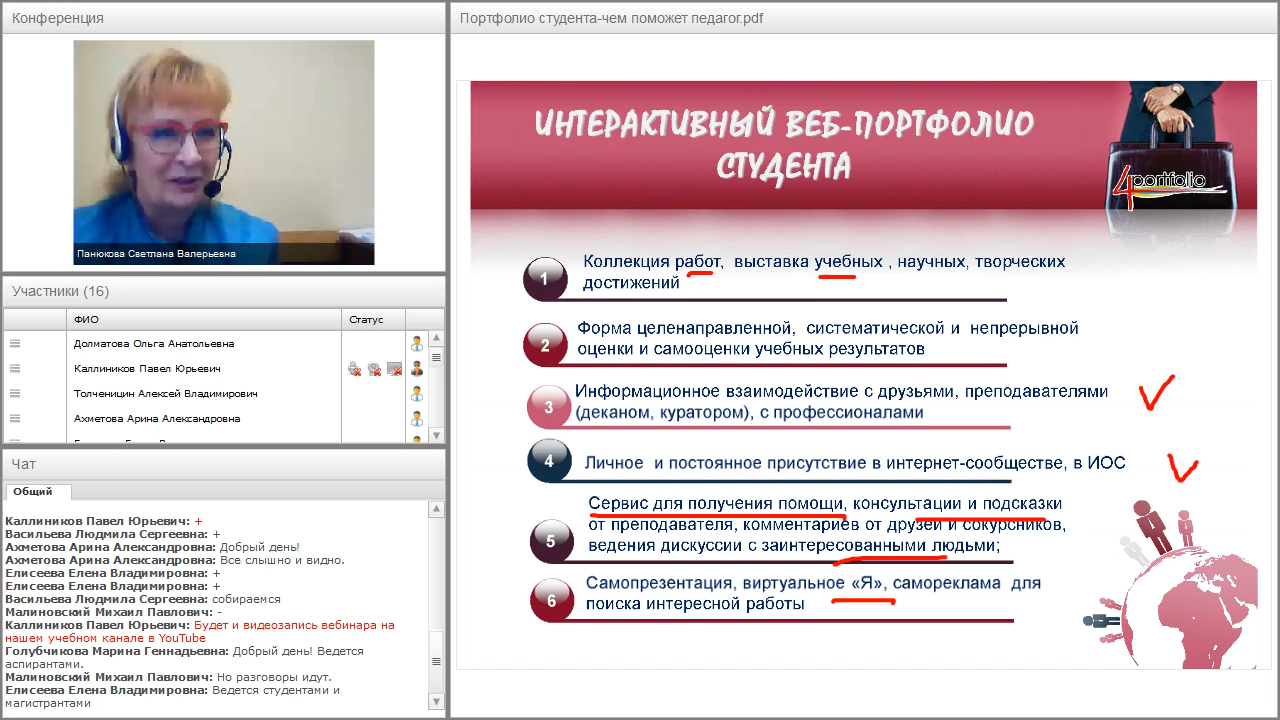 Конференция
Панюкова Светлана Валерьевна
Участники (16)
ФИО
Статус
Долматова Ольга Анатольевна
Каллиников Павел Юрьевич
Толченицин Алексей Владимирович
Ахметова Арина Александровна
Чат
Общий
Каллиников Павел Юрьевич: +
Васильева Людмила Сергеевна: +
Ахметова Арина Александровна: Добрый день!
Ахметова Арина Александровна: Все слышно и видно.
Елисеева Елена Владимировна: +
Елисеева Елена Владимировна: +
Васильева Людмила Сергеевна: собираемся
Малиновский Михаил Павлович: -
Каллиников Павел Юрьевич: Будет и видеозапись вебинара на
нашем учебном канале в YouTube
Голубчикова Марина Геннадьевна: Добрый день! Ведется
аспирантами.
Малиновский Михаил Павлович: Но разговоры идут.
Елисеева Елена Владимировна: Ведется студентами и
магистрантами
Портфолио студента-чем поможет педагог.pdf
ИНТЕРАКТИВНЫЙ ВЕБ-ПОРТФОЛИО
СТУДЕНТА
4portfolio
1
Коллекция работ, выставка учебных , научных, творческих
достижений
2
Форма целенаправленной, систематической и непрерывной
оценки и самооценки учебных результатов
3
Информационное взаимодействие с друзьями, преподавателями
(деканом, куратором), с профессионалами
4
Личное и постоянное присутствие в интернет-сообществе, в ИОС
5
Сервис для получения помощи, консультации и подсказки
от преподавателя, комментариев от друзей и сокурсников,
ведения дискуссии с заинтересованными людьми;
6
Самопрезентация, виртуальное «Я», самореклама для
поиска интересной работы